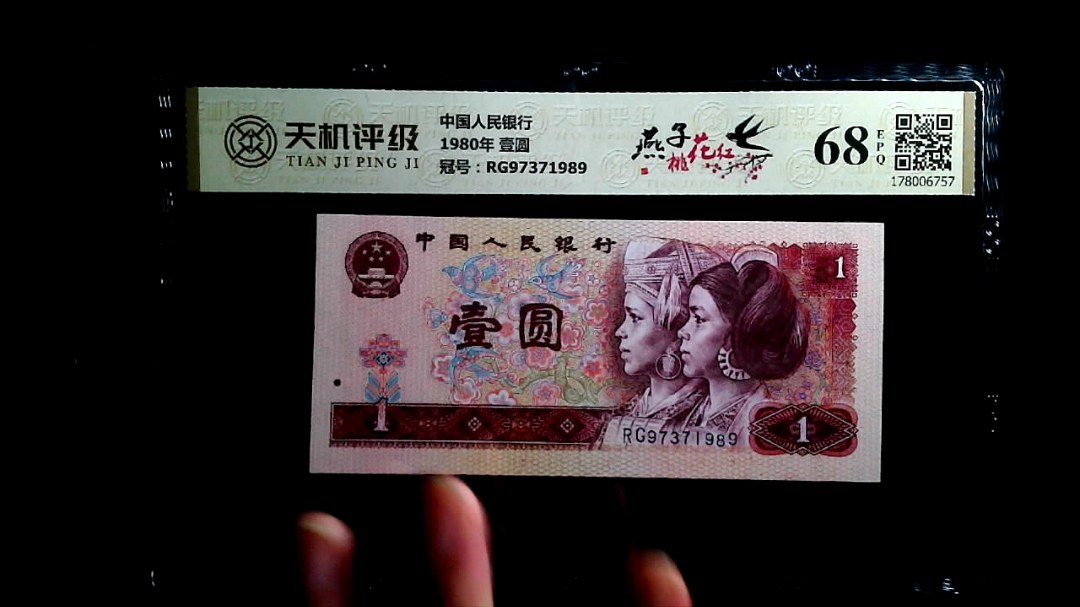 天机评级
TIAN JI PING JI
中国人民银行
1980年 壹圆
冠号：RG97371989
燕子
桃花红
68
EPQ
178006757
中国人民银行
1
壹圆
1
RG97371989
1